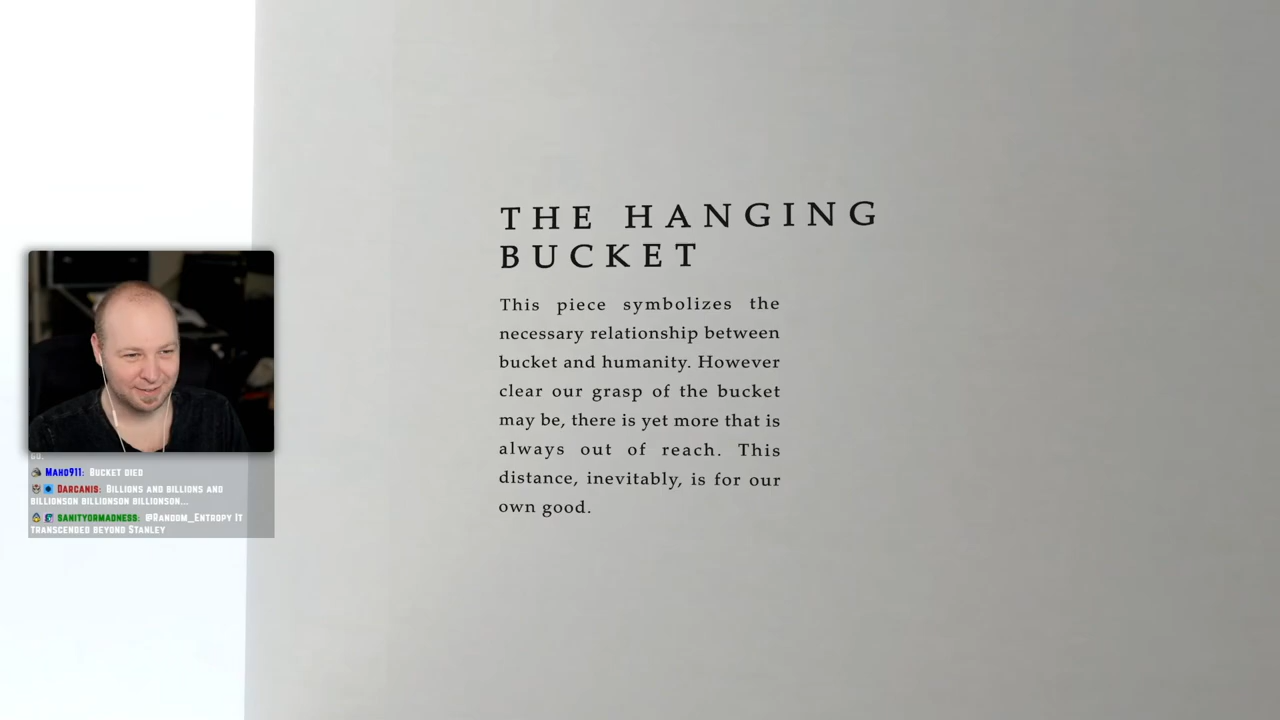 THE HANGING
BUCKET
This piece symbolizes the
necessary relationship between
bucket and humanity. However
clear our grasp of the bucket
may be, there is yet more that is
always out of reach. This
distance, inevitably, is for our
own good.
Maho911: Bucket died
Darcanis: Billions and billions and
billionson billionson billionson...
sanityormadness: @Random_Entropy It
transcended beyond Stanley